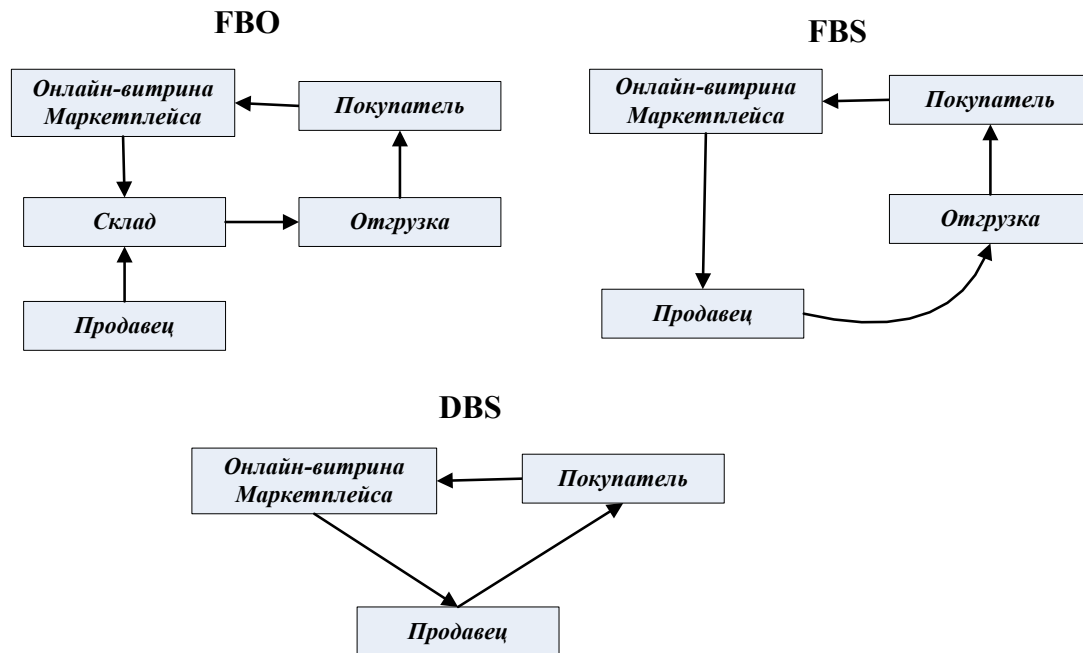 FBO
Онлайн-витрина
Маркетплейса
Покупатель
Склад
Отгрузка
Продавец
FBS
Онлайн-витрина
Маркетплейса
Покупатель
Отгрузка
Продавец
DBS
Онлайн-витрина
Маркетплейса
Покупатель
Продавец